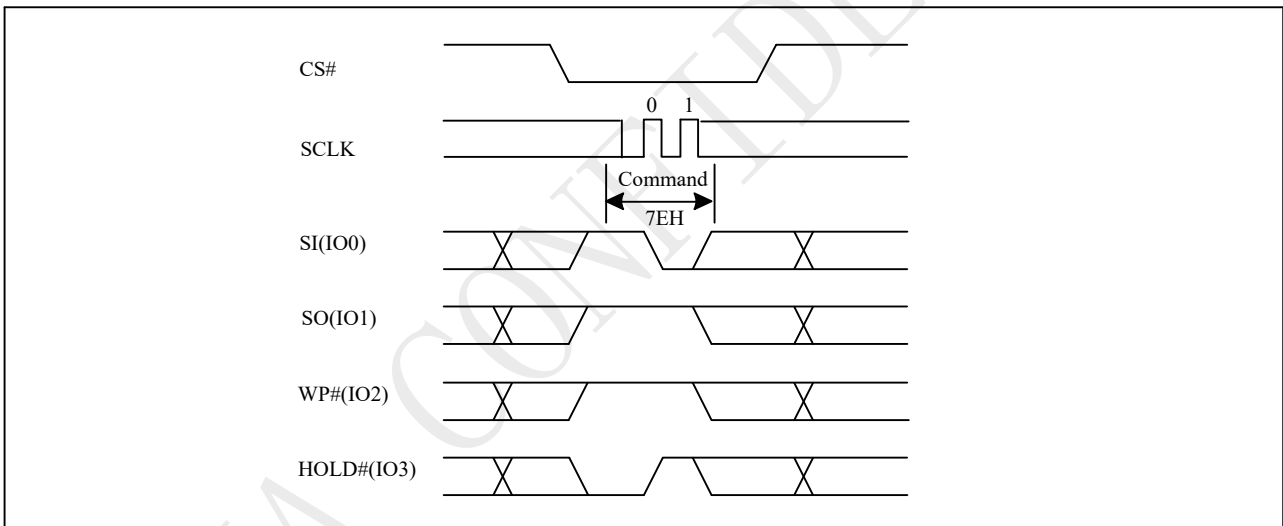 CS#
0 1
SCLK
Command
7EH
SI(IO0)
SO(IO1)
WP#(IO2)
HOLD#(IO3)